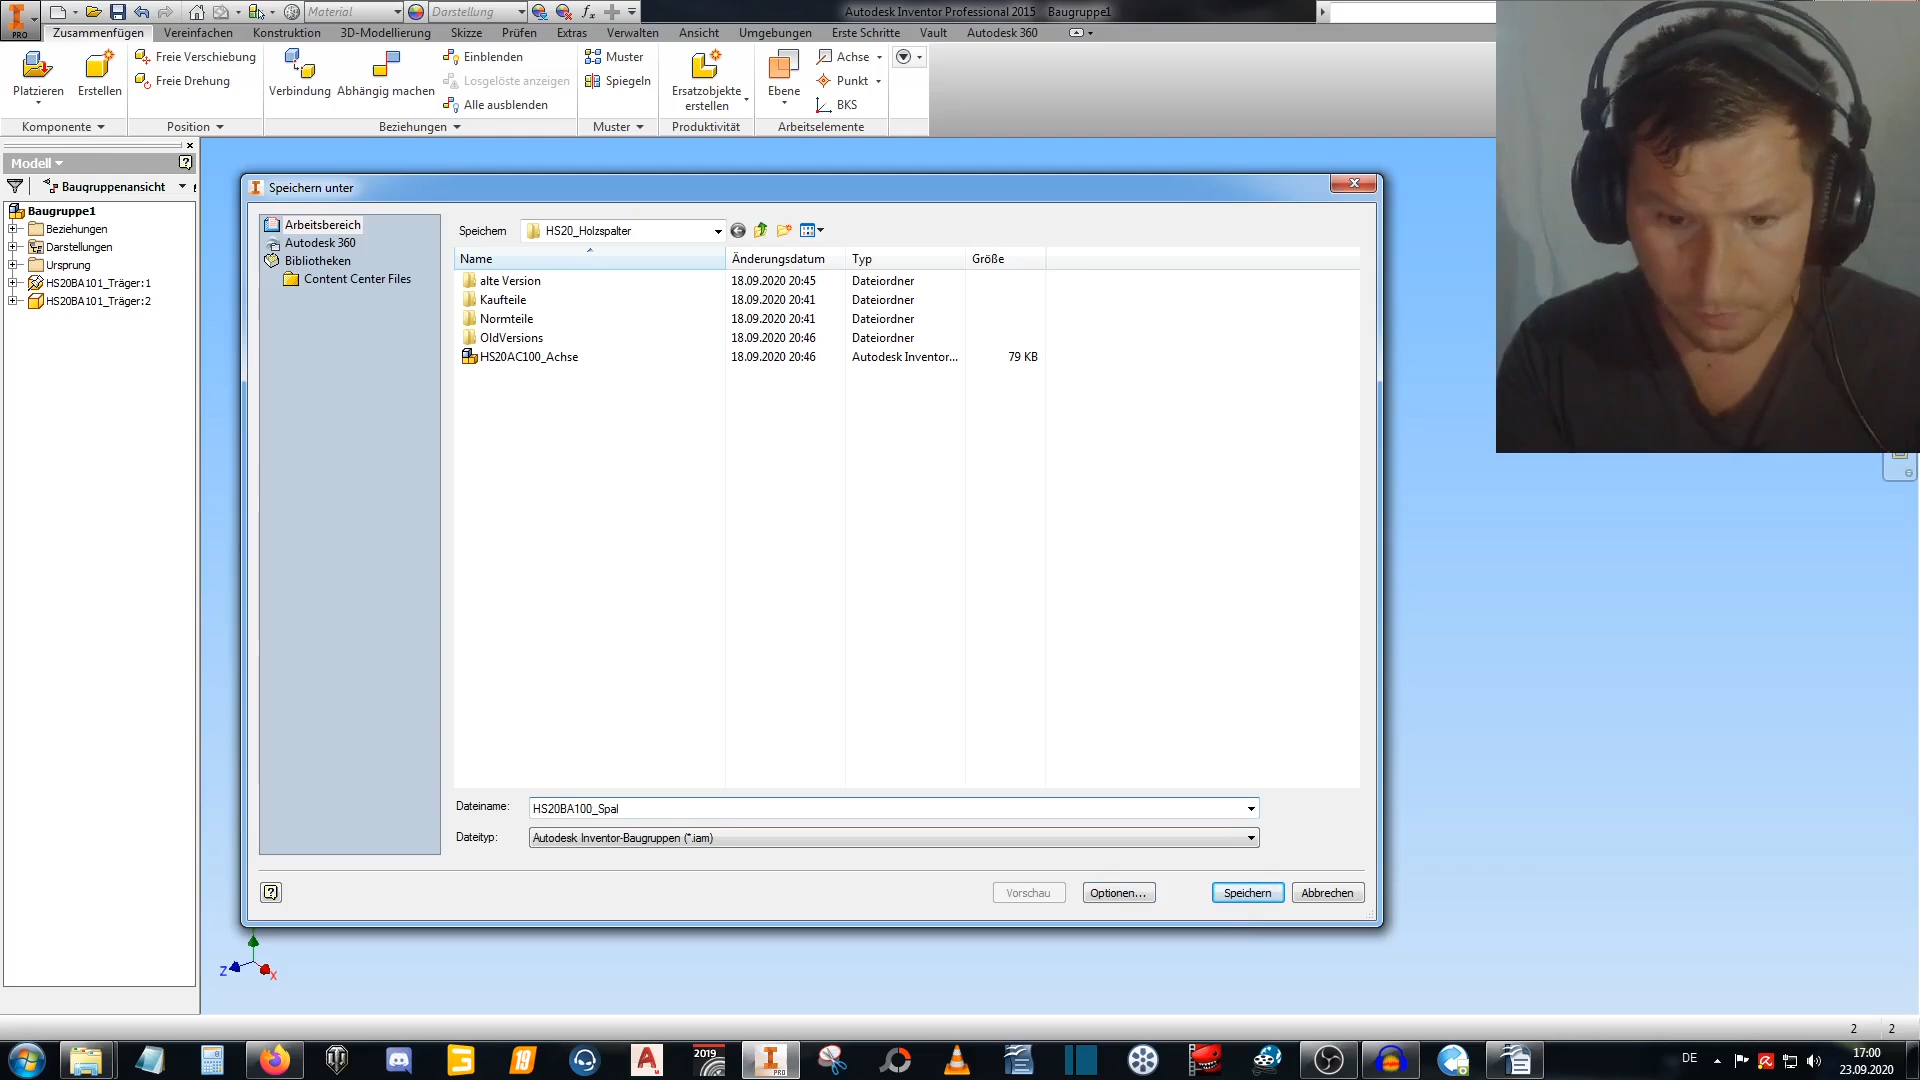 PRO
Material
Darstellung
Autodesk Inventor Professional 2015 Baugruppe1
Zusammenfügen Vereinfachen Konstruktion 3D-Modellierung Skizze Prüfen Extras Verwalten Ansicht Umgebungen Erste Schritte Vault Autodesk 360
Platzieren
Erstellen
Freie Verschiebung
Freie Drehung
Verbindung
Abhängig machen
Einblenden
Losgelöste anzeigen
Alle ausblenden
Muster
Spiegeln
Ersatzobjekte
erstellen
Ebene
Achse
Punkt
BKS
Komponente Position Beziehungen Muster Produktivität Arbeitselemente
Modell
Baugruppenansicht
Baugruppe1
Beziehungen
Darstellungen
Ursprung
HS20BA101_Träger:1
HS20BA101_Träger:2
Speichern unter
Arbeitsbereich
Autodesk 360
Bibliotheken
Content Center Files
Speichern HS20_Holzspalter
Name Änderungsdatum Typ Größe
alte Version 18.09.2020 20:45 Dateiordner
Kaufteile 18.09.2020 20:41 Dateiordner
Normteile 18.09.2020 20:41 Dateiordner
OldVersions 18.09.2020 20:46 Dateiordner
HS20AC100_Achse 18.09.2020 20:46 Autodesk Inventor... 79 KB
Dateiname: HS20BA100_Spal
Dateityp: Autodesk Inventor-Baugruppen (*.iam)
Vorschau Optionen... Speichern Abbrechen
Z X
2 2
19
2019
PRO
DE
17:00
23.09.2020